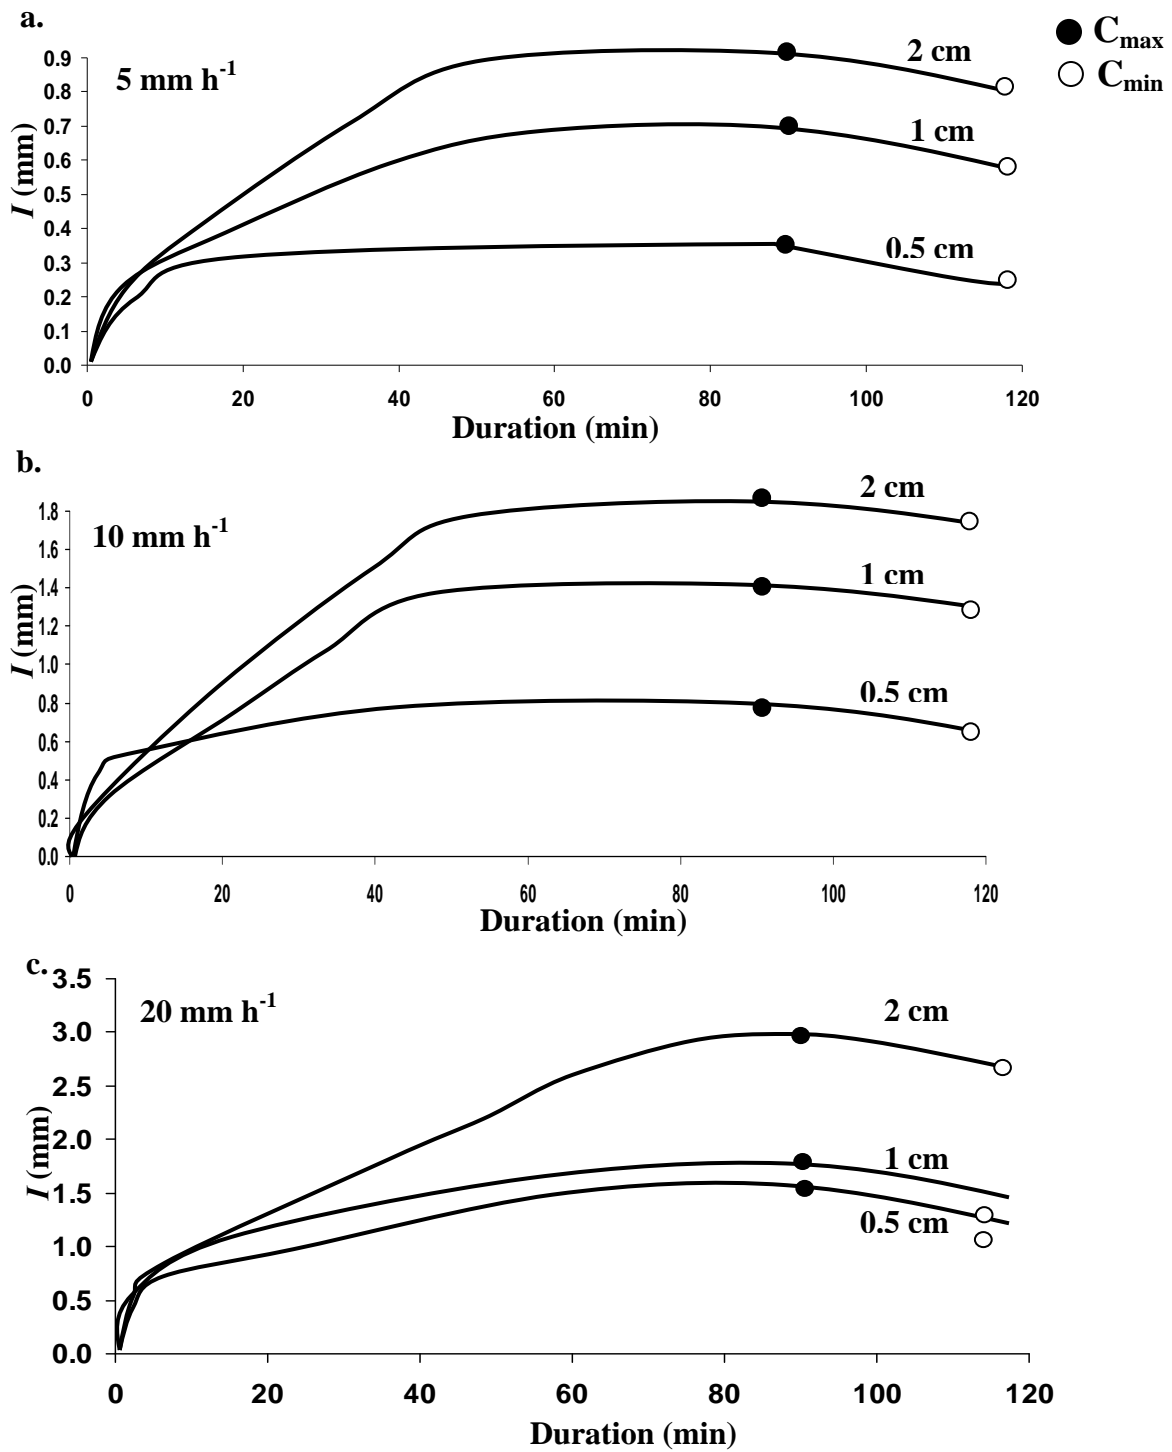 a.
C_max
C_min
5 mm h^-1
2 cm
1 cm
0.5 cm
0.9
0.8
0.7
0.6
0.5
0.4
0.3
0.2
0.1
0.0
I (mm)
0 20 40 60 80 100 120
Duration (min)
b.
10 mm h^-1
2 cm
1 cm
0.5 cm
1.8
1.6
1.4
1.2
1.0
0.8
0.6
0.4
0.2
0.0
I (mm)
0 20 40 60 80 100 120
Duration (min)
c.
20 mm h^-1
2 cm
1 cm
0.5 cm
3.5
3.0
2.5
2.0
1.5
1.0
0.5
0.0
I (mm)
0 20 40 60 80 100 120
Duration (min)